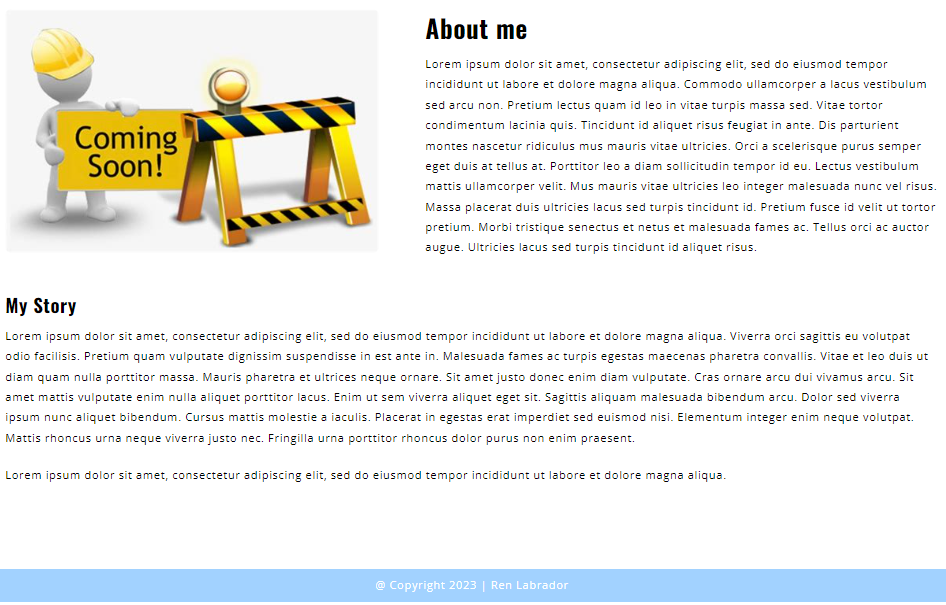 Coming
Soon!
About me
Lorem ipsum dolor sit amet, consectetur adipiscing elit, sed do eiusmod tempor
incididunt ut labore et dolore magna aliqua. Commodo ullamcorper a lacus vestibulum
sed arcu non. Pretium lectus quam id leo in vitae turpis massa sed. Vitae tortor
condimentum lacinia quis. Tincidunt id aliquet risus feugiat in ante. Dis parturient
montes nascetur ridiculus mus mauris vitae ultricies. Orci a scelerisque purus semper
eget duis at tellus at. Porttitor leo a diam sollicitudin tempor id eu. Lectus vestibulum
mattis ullamcorper velit. Mus mauris vitae ultricies leo integer malesuada nunc vel risus.
Massa placerat duis ultricies lacus sed turpis tincidunt id. Pretium fusce id velit ut tortor
pretium. Morbi tristique senectus et netus et malesuada fames ac. Tellus orci ac auctor
augue. Ultricies lacus sed turpis tincidunt id aliquet risus.
My Story
Lorem ipsum dolor sit amet, consectetur adipiscing elit, sed do eiusmod tempor incididunt ut labore et dolore magna aliqua. Viverra orci sagittis eu volutpat
odio facilisis. Pretium quam vulputate dignissim suspendisse in est ante in. Malesuada fames ac turpis egestas maecenas pharetra convallis. Vitae et leo duis ut
diam quam nulla porttitor massa. Mauris pharetra et ultrices neque ornare. Sit amet justo donec enim diam vulputate. Cras ornare arcu dui vivamus arcu. Sit
amet mattis vulputate enim nulla aliquet porttitor lacus. Enim ut sem viverra aliquet eget sit. Sagittis aliquam malesuada bibendum arcu. Dolor sed viverra
ipsum nunc aliquet bibendum. Cursus mattis molestie a iaculis. Placerat in egestas erat imperdiet sed euismod nisi. Elementum integer enim neque volutpat.
Mattis rhoncus urna neque viverra justo nec. Fringilla urna porttitor rhoncus dolor purus non enim praesent.
Lorem ipsum dolor sit amet, consectetur adipiscing elit, sed do eiusmod tempor incididunt ut labore et dolore magna aliqua.
@ Copyright 2023 | Ren Labrador